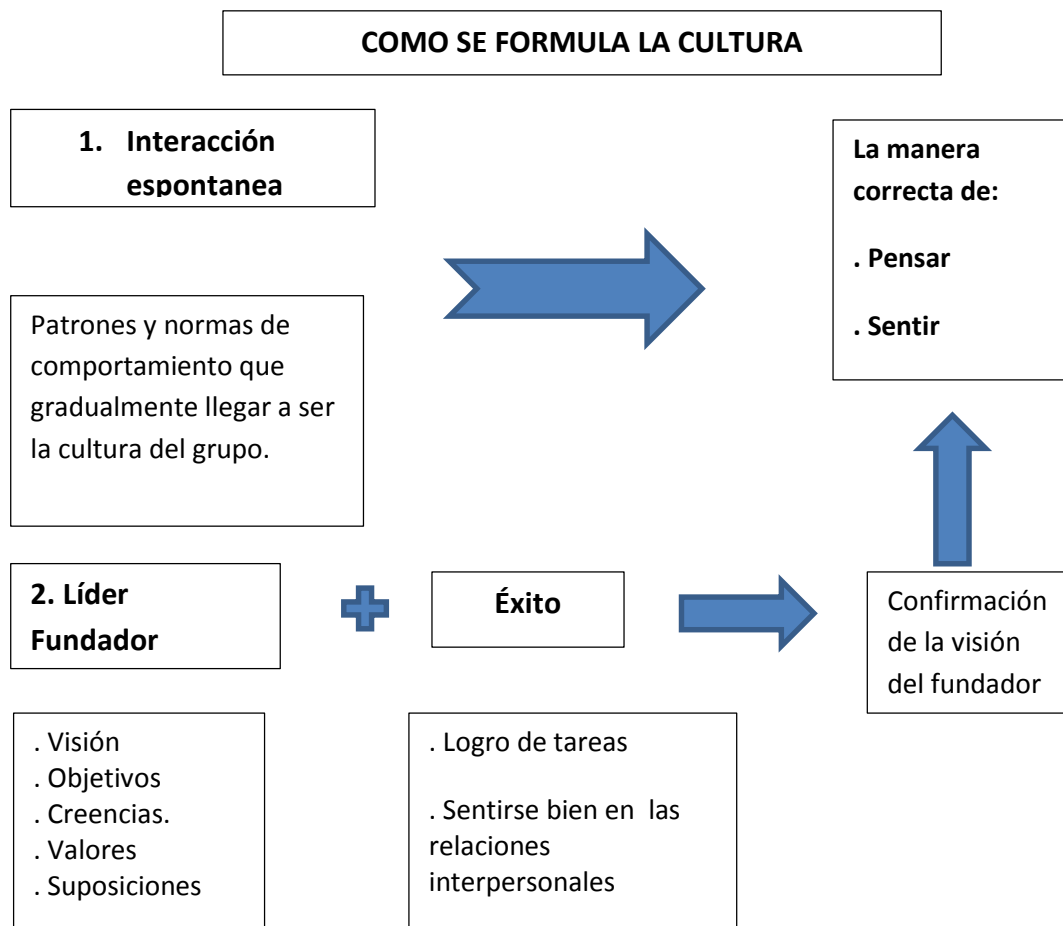 COMO SE FORMULA LA CULTURA
1. Interacción
espontanea
Patrones y normas de
comportamiento que
gradualmente llegar a ser
la cultura del grupo.
La manera
correcta de:
. Pensar
. Sentir
2. Líder
Fundador
Éxito
Confirmación
de la visión
del fundador
. Visión
. Objetivos
. Creencias.
. Valores
. Suposiciones
. Logro de tareas
. Sentirse bien en  las
relaciones
interpersonales